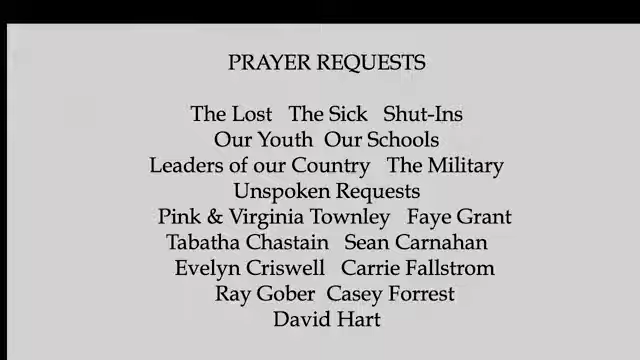 PRAYER REQUESTS
The Lost The Sick Shut-Ins
Our Youth Our Schools
Leaders of our Country The Military
Unspoken Requests
Pink & Virginia Townley Faye Grant
Tabatha Chastain Sean Carnahan
Evelyn Criswell Carrie Fallstrom
Ray Gober Casey Forrest
David Hart